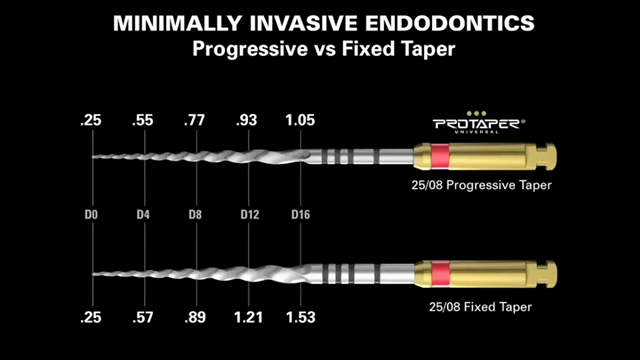 MINIMALLY INVASIVE ENDODONTICS
Progressive vs Fixed Taper
.25 .55 .77 .93 1.05
PROTAPER®
UNIVERSAL
25/08 Progressive Taper
D0 D4 D8 D12 D16
25/08 Fixed Taper
.25 .57 .89 1.21 1.53